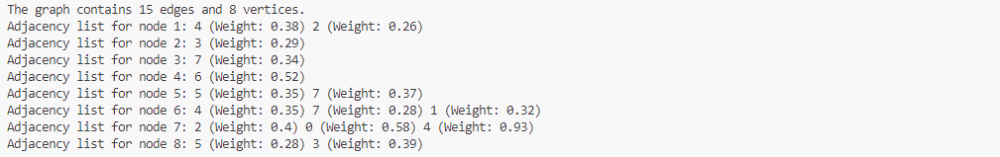 The graph contains 15 edges and 8 vertices.
Adjacency list for node 1: 4 (Weight: 0.38) 2 (Weight: 0.26)
Adjacency list for node 2: 3 (Weight: 0.29)
Adjacency list for node 3: 7 (Weight: 0.34)
Adjacency list for node 4: 6 (Weight: 0.52)
Adjacency list for node 5: 5 (Weight: 0.35) 7 (Weight: 0.37)
Adjacency list for node 6: 4 (Weight: 0.35) 7 (Weight: 0.28) 1 (Weight: 0.32)
Adjacency list for node 7: 2 (Weight: 0.4) 0 (Weight: 0.58) 4 (Weight: 0.93)
Adjacency list for node 8: 5 (Weight: 0.28) 3 (Weight: 0.39)